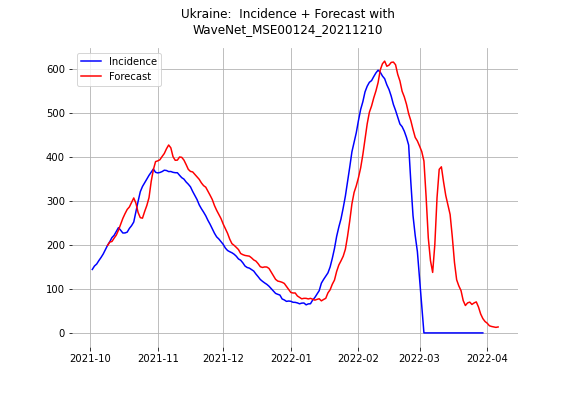 Ukraine:  Incidence + Forecast with
WaveNet_MSE00124_20211210
Incidence
Forecast
600
500
400
300
200
100
0
2021-10 2021-11 2021-12 2022-01 2022-02 2022-03 2022-04